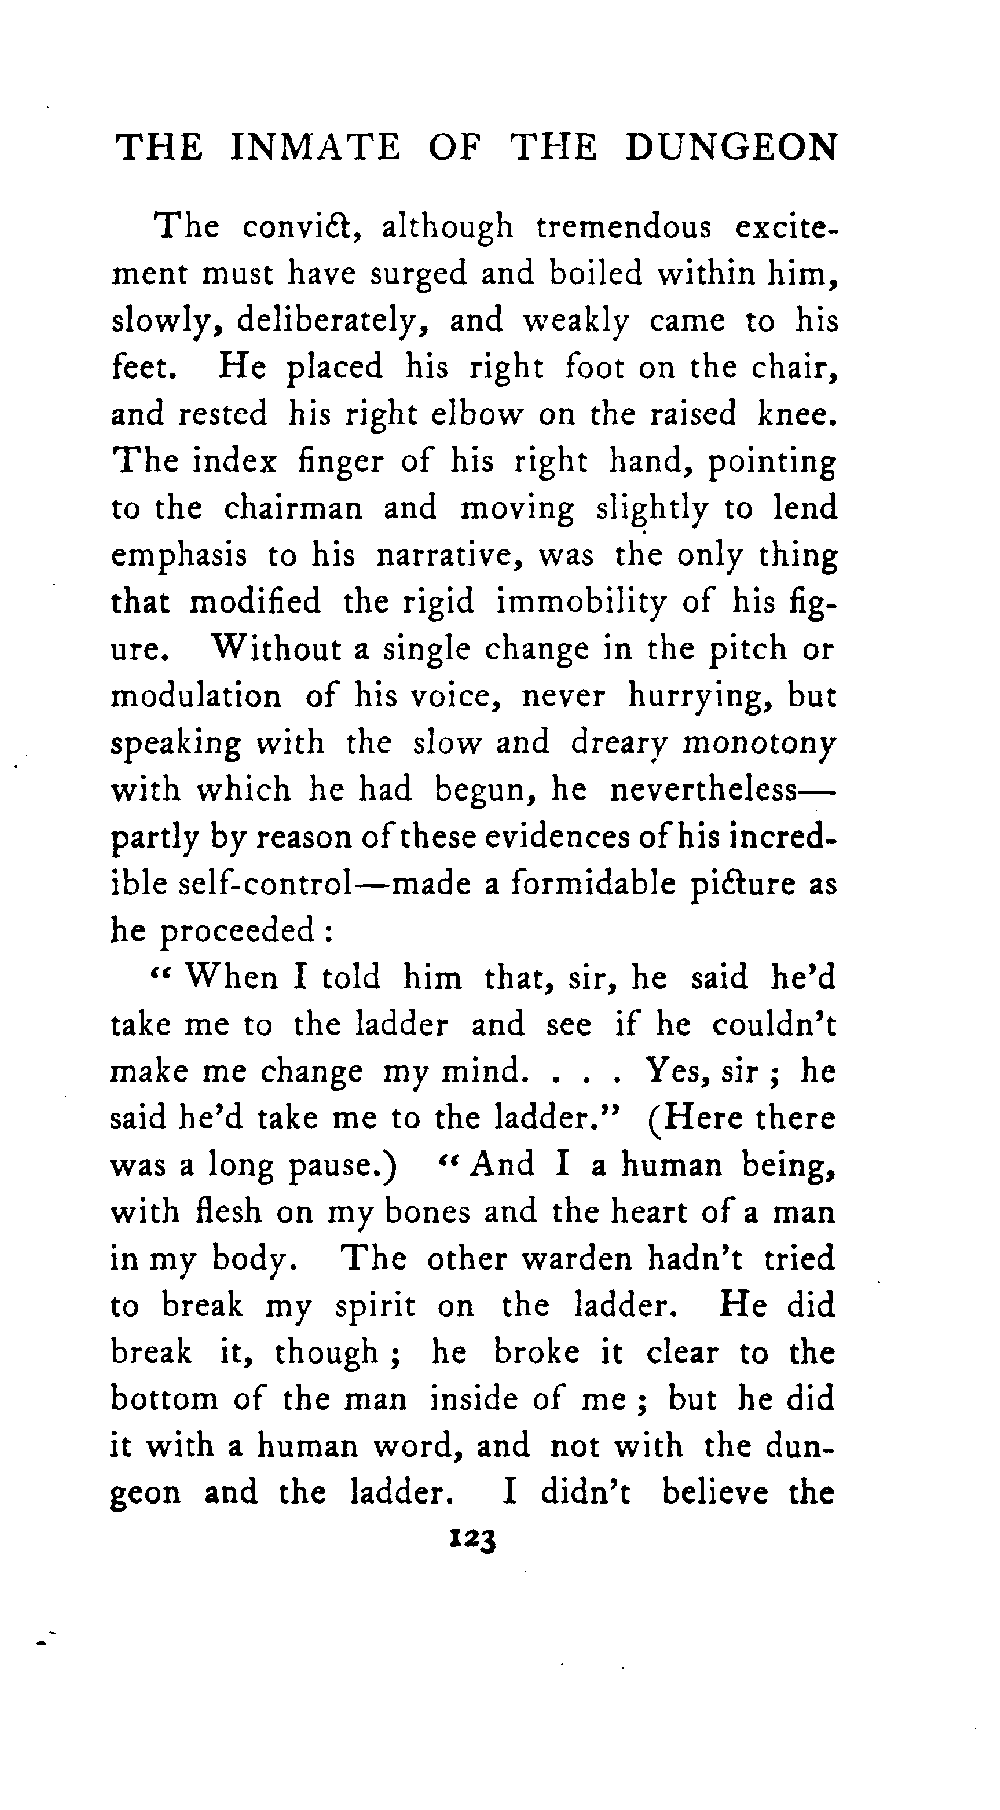 THE INMATE OF THE DUNGEON
The convict, although tremendous excite-
ment must have surged and boiled within him,
slowly, deliberately, and weakly came to his
feet. He placed his right foot on the chair,
and rested his right elbow on the raised knee.
The index finger of his right hand, pointing
to the chairman and moving slightly to lend
emphasis to his narrative, was the only thing
that modified the rigid immobility of his fig-
ure. Without a single change in the pitch or
modulation of his voice, never hurrying, but
speaking with the slow and dreary monotony
with which he had begun, he nevertheless—
partly by reason of these evidences of his incred-
ible self-control—made a formidable picture as
he proceeded :
“ When I told him that, sir, he said he’d
take me to the ladder and see if he couldn’t
make me change my mind. . . . Yes, sir ; he
said he’d take me to the ladder.” (Here there
was a long pause.) “ And I a human being,
with flesh on my bones and the heart of a man
in my body. The other warden hadn’t tried
to break my spirit on the ladder. He did
break it, though ; he broke it clear to the
bottom of the man inside of me ; but he did
it with a human word, and not with the dun-
geon and the ladder. I didn’t believe the
123